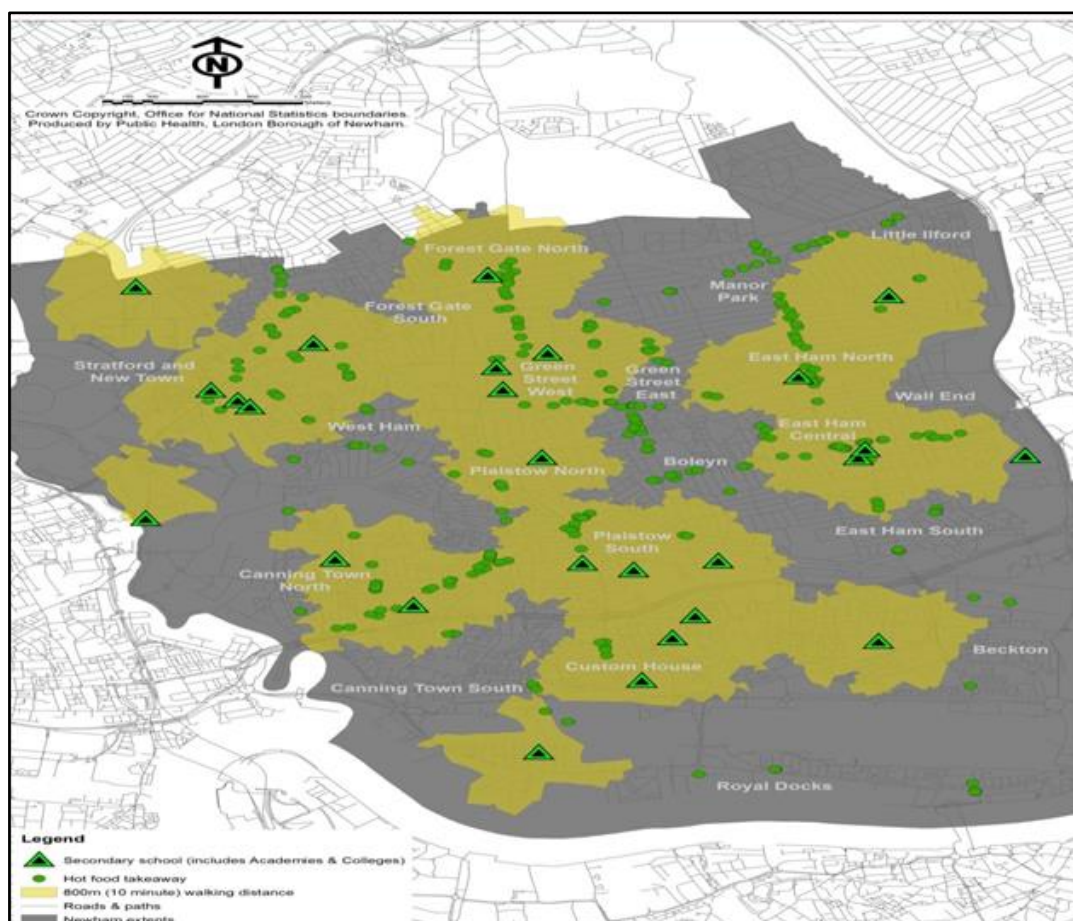 N
Meters
Crown Copyright, Office for National Statistics boundaries.
Produced by Public Health, London Borough of Newham.
Little Ilford
Forest Gate North
Manor
Park
Forest Gate
South
Stratford and
New Town
Green
Street
West
Green
Street
East
East Ham North
Wall End
West Ham
East Ham
Central
Boleyn
Plaistow North
East Ham South
Plaistow
South
Canning Town
North
Custom House
Beckton
Canning Town South
Royal Docks
Legend
Secondary school (includes Academies & Colleges)
Hot food takeaway
800m (10 minute) walking distance
Roads & paths
Newham extents